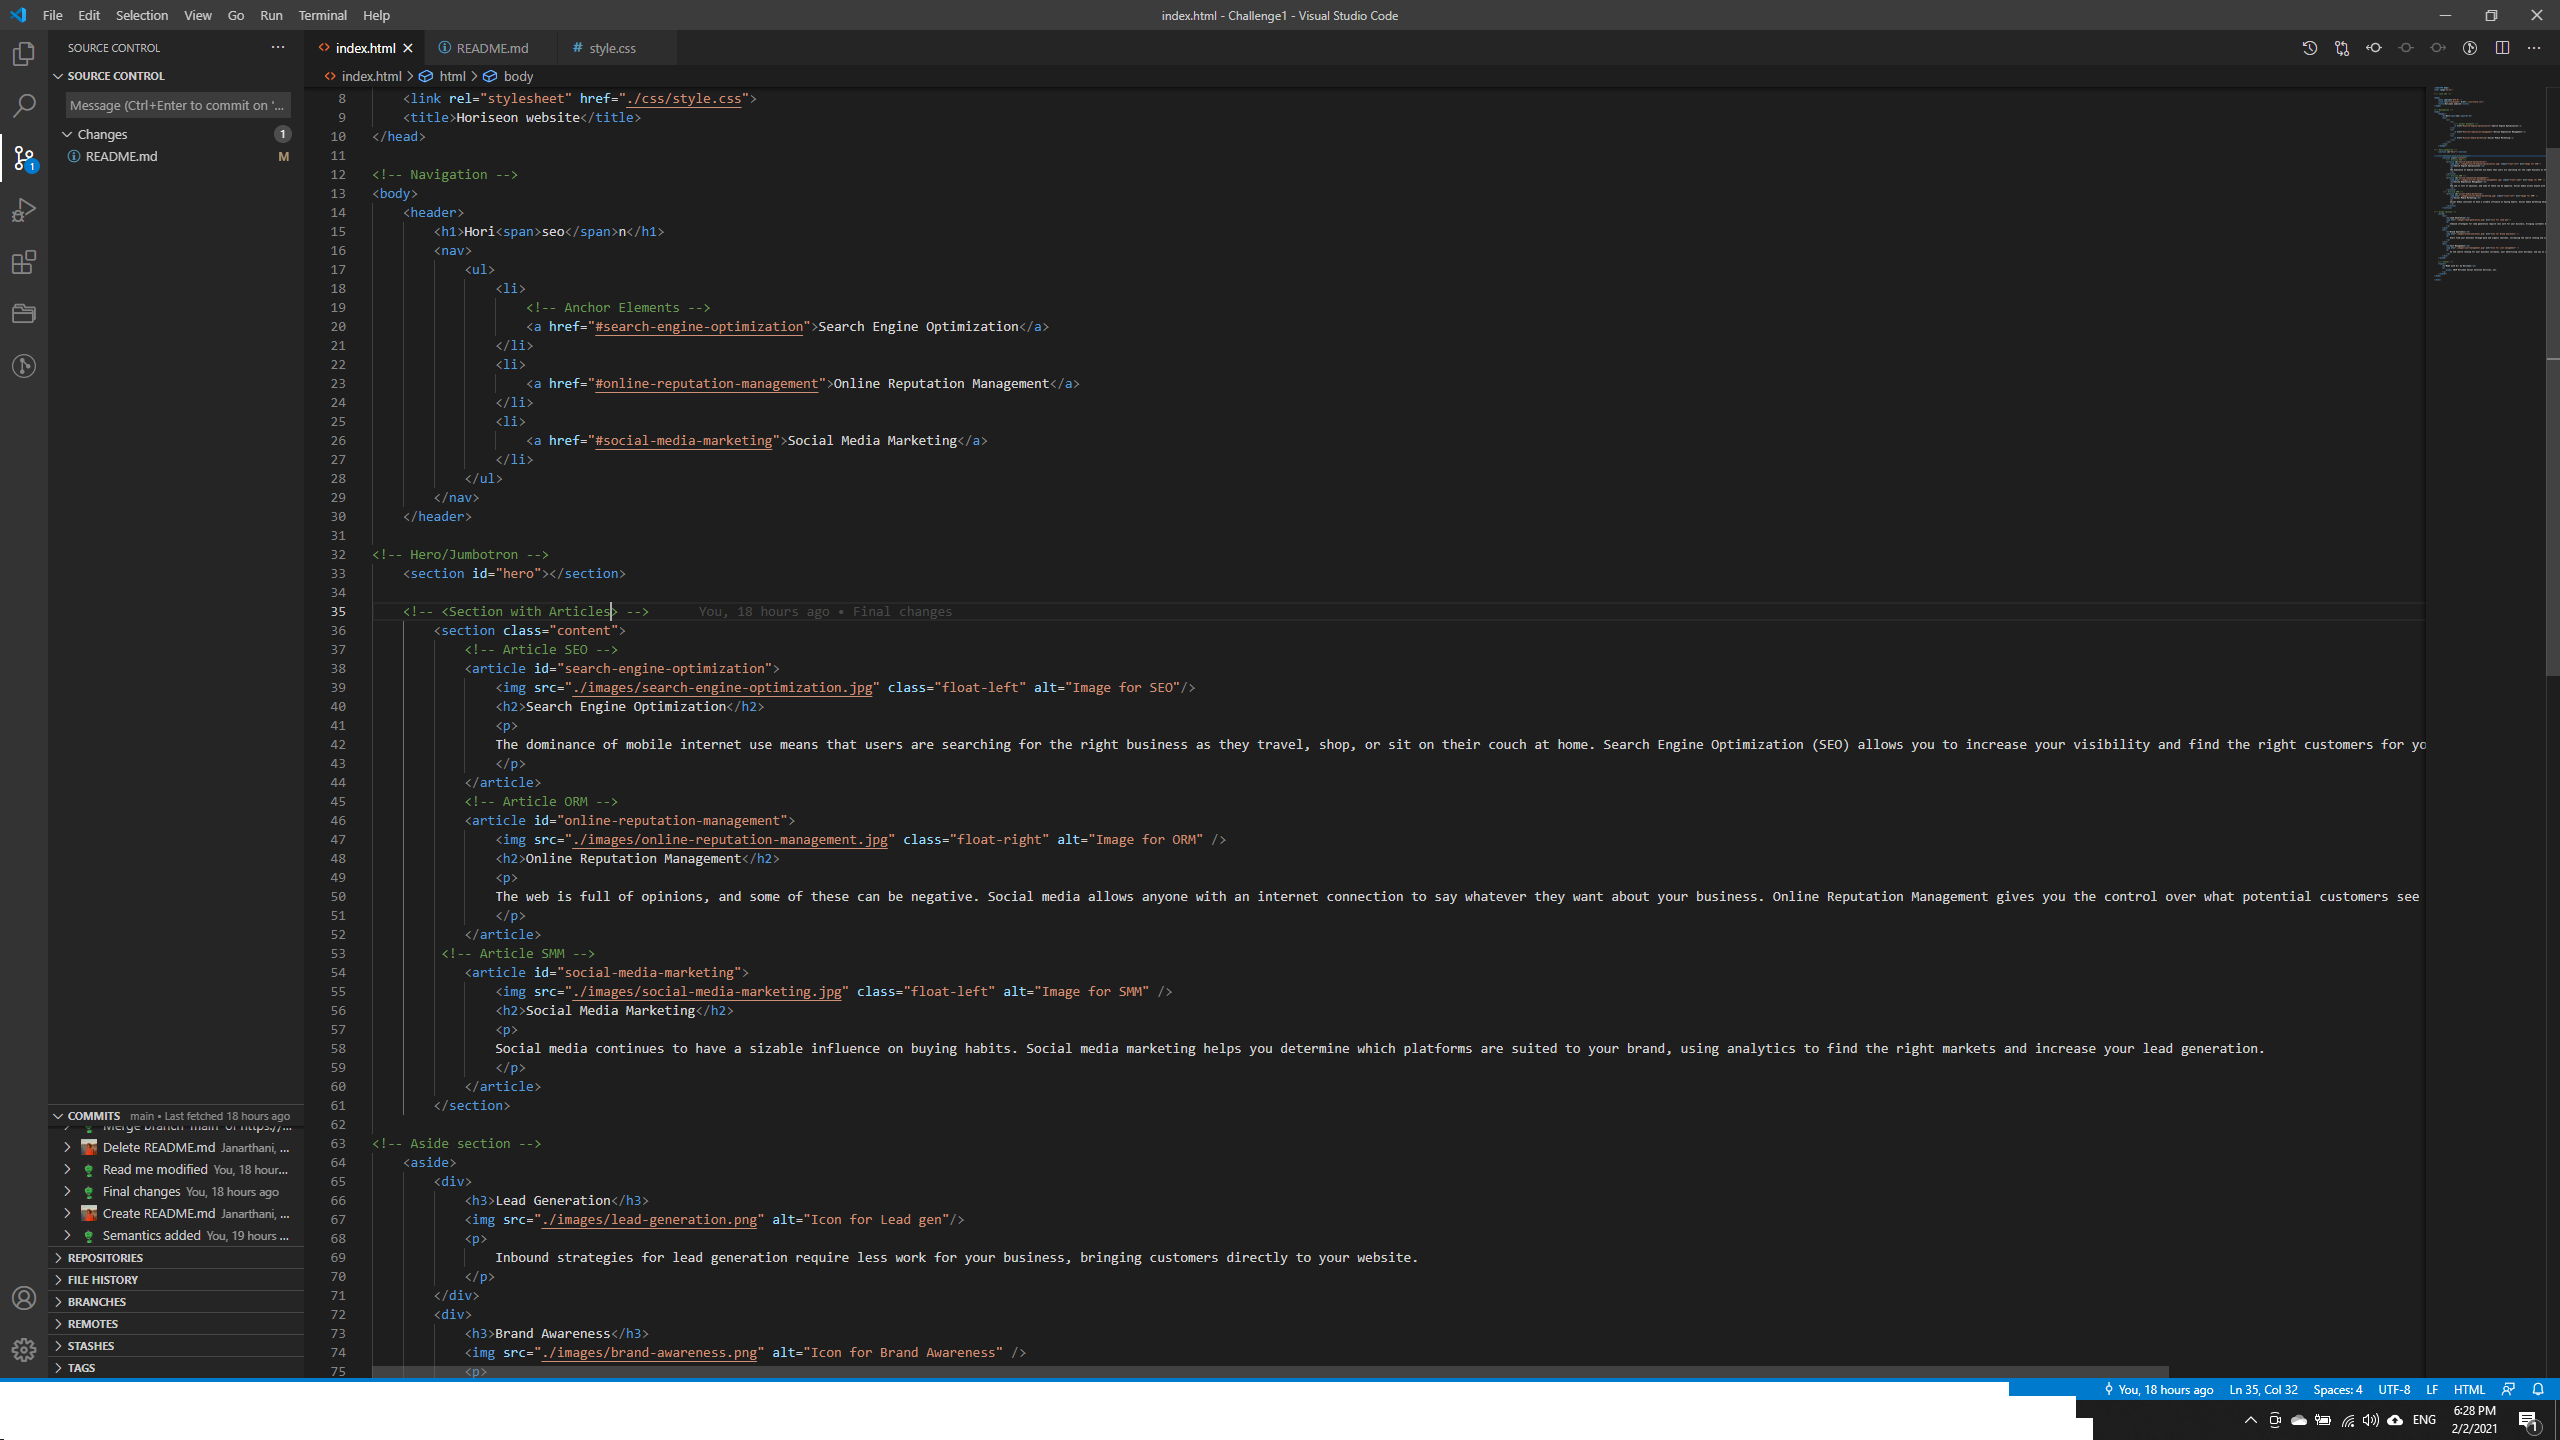 File Edit Selection View Go Run Terminal Help
index.html - Challenge1 - Visual Studio Code
SOURCE CONTROL
SOURCE CONTROL
Message (Ctrl+Enter to commit on '...
Changes 1
README.md M
1
COMMITS main • Last fetched 18 hours ago
Merge branch 'main' of https://...
Delete README.md Janarthani, ...
Read me modified You, 18 hour...
Final changes You, 18 hours ago
Create README.md Janarthani, ...
Semantics added You, 19 hours ...
REPOSITORIES
FILE HISTORY
BRANCHES
REMOTES
STASHES
TAGS
index.html README.md # style.css
index.html > html > body
8 <link rel="stylesheet" href="./css/style.css">
9 <title>Horiseon website</title>
10 </head>
11
12 <!-- Navigation -->
13 <body>
14 <header>
15 <h1>Hori<span>seo</span>n</h1>
16 <nav>
17 <ul>
18 <li>
19 <!-- Anchor Elements -->
20 <a href="#search-engine-optimization">Search Engine Optimization</a>
21 </li>
22 <li>
23 <a href="#online-reputation-management">Online Reputation Management</a>
24 </li>
25 <li>
26 <a href="#social-media-marketing">Social Media Marketing</a>
27 </li>
28 </ul>
29 </nav>
30 </header>
31
32 <!-- Hero/Jumbotron -->
33 <section id="hero"></section>
34
35 <!-- <Section with Articles> --> You, 18 hours ago • Final changes
36 <section class="content">
37 <!-- Article SEO -->
38 <article id="search-engine-optimization">
39 <img src="./images/search-engine-optimization.jpg" class="float-left" alt="Image for SEO"/>
40 <h2>Search Engine Optimization</h2>
41 <p>
42 The dominance of mobile internet use means that users are searching for the right business as they travel, shop, or sit on their couch at home. Search Engine Optimization (SEO) allows you to increase your visibility and find the right customers for yo
43 </p>
44 </article>
45 <!-- Article ORM -->
46 <article id="online-reputation-management">
47 <img src="./images/online-reputation-management.jpg" class="float-right" alt="Image for ORM" />
48 <h2>Online Reputation Management</h2>
49 <p>
50 The web is full of opinions, and some of these can be negative. Social media allows anyone with an internet connection to say whatever they want about your business. Online Reputation Management gives you the control over what potential customers see
51 </p>
52 </article>
53 <!-- Article SMM -->
54 <article id="social-media-marketing">
55 <img src="./images/social-media-marketing.jpg" class="float-left" alt="Image for SMM" />
56 <h2>Social Media Marketing</h2>
57 <p>
58 Social media continues to have a sizable influence on buying habits. Social media marketing helps you determine which platforms are suited to your brand, using analytics to find the right markets and increase your lead generation.
59 </p>
60 </article>
61 </section>
62
63 <!-- Aside section -->
64 <aside>
65 <div>
66 <h3>Lead Generation</h3>
67 <img src="./images/lead-generation.png" alt="Icon for Lead gen"/>
68 <p>
69 Inbound strategies for lead generation require less work for your business, bringing customers directly to your website.
70 </p>
71 </div>
72 <div>
73 <h3>Brand Awareness</h3>
74 <img src="./images/brand-awareness.png" alt="Icon for Brand Awareness" />
75 <p>
You, 18 hours ago Ln 35, Col 32 Spaces: 4 UTF-8 LF HTML
ENG 6:28 PM
2/2/2021 1